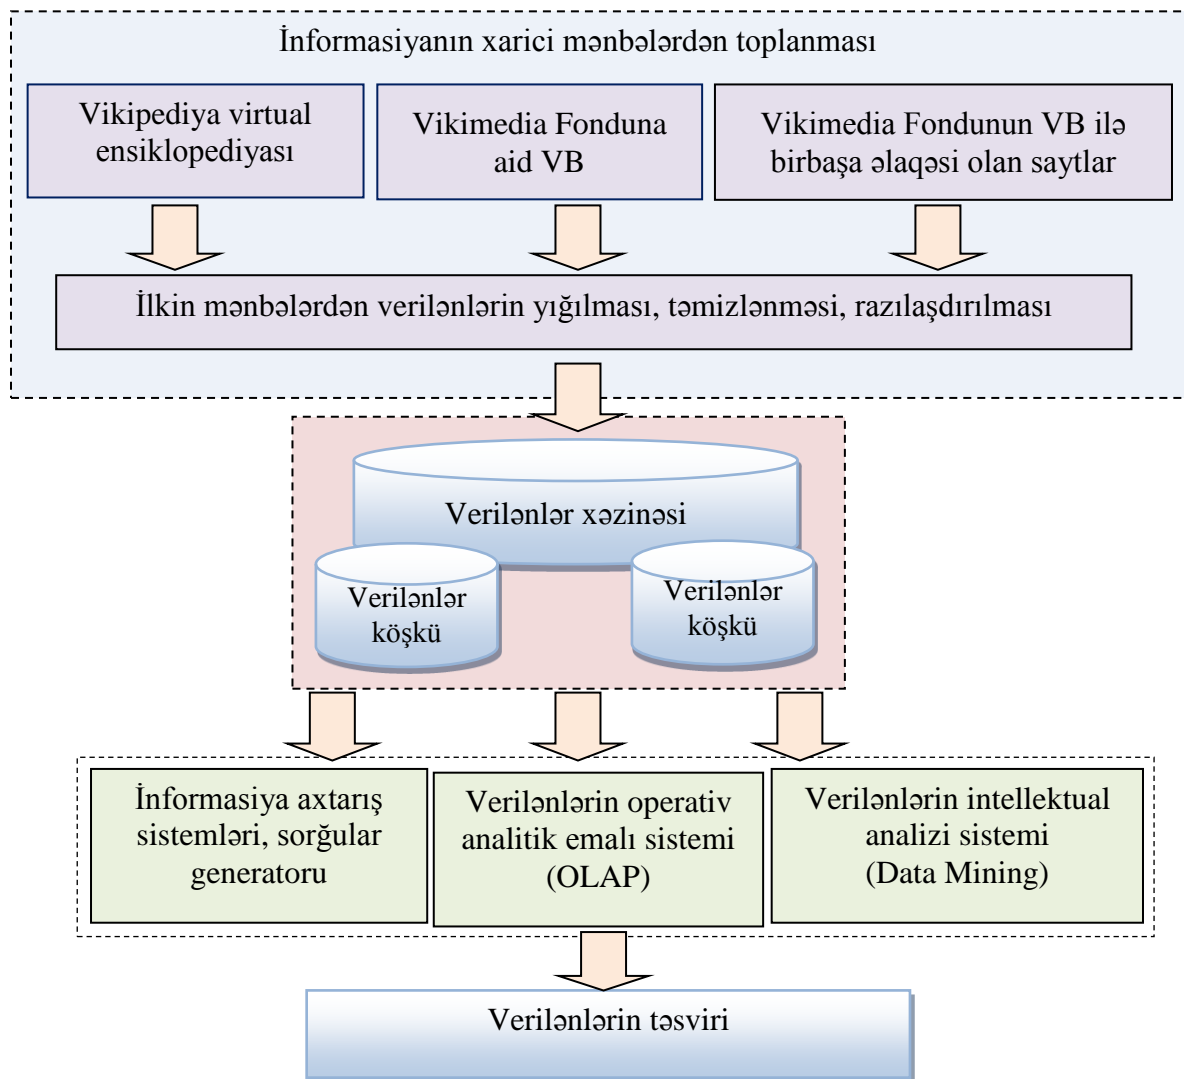 İnformasiyanın xarici mənbələrdən toplanması
Vikipediya virtual
ensiklopediyası
Vikimedia Fonduna
aid VB
Vikimedia Fondunun VB ilə
birbaşa əlaqəsi olan saytlar
İlkin mənbələrdən verilənlərin yığılması, təmizlənməsi, razılaşdırılması
Verilənlər xəzinəsi
Verilənlər
köşkü
Verilənlər
köşkü
İnformasiya axtarış
sistemləri, sorğular
generatoru
Verilənlərin operativ
analitik emalı sistemi
(OLAP)
Verilənlərin intellektual
analizi sistemi
(Data Mining)
Verilənlərin təsviri